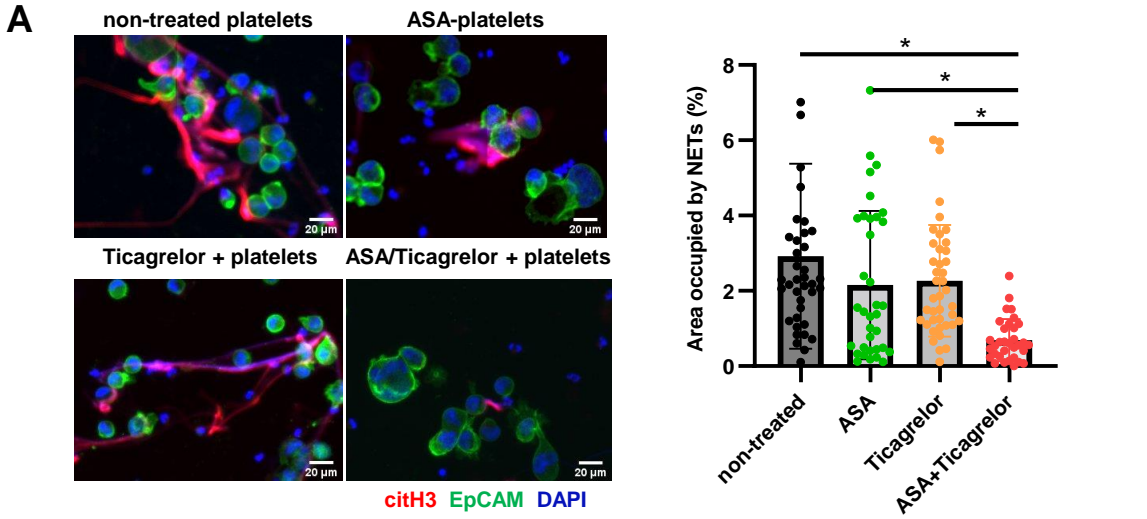 A
non-treated platelets
ASA-platelets
20 µm
20 µm
Ticagrelor + platelets
ASA/Ticagrelor + platelets
20 µm
20 µm
citH3 EpCAM DAPI
Area occupied by NETs (%)
8
6
4
2
0
*
*
*
non-treated
ASA
Ticagrelor
ASA+Ticagrelor